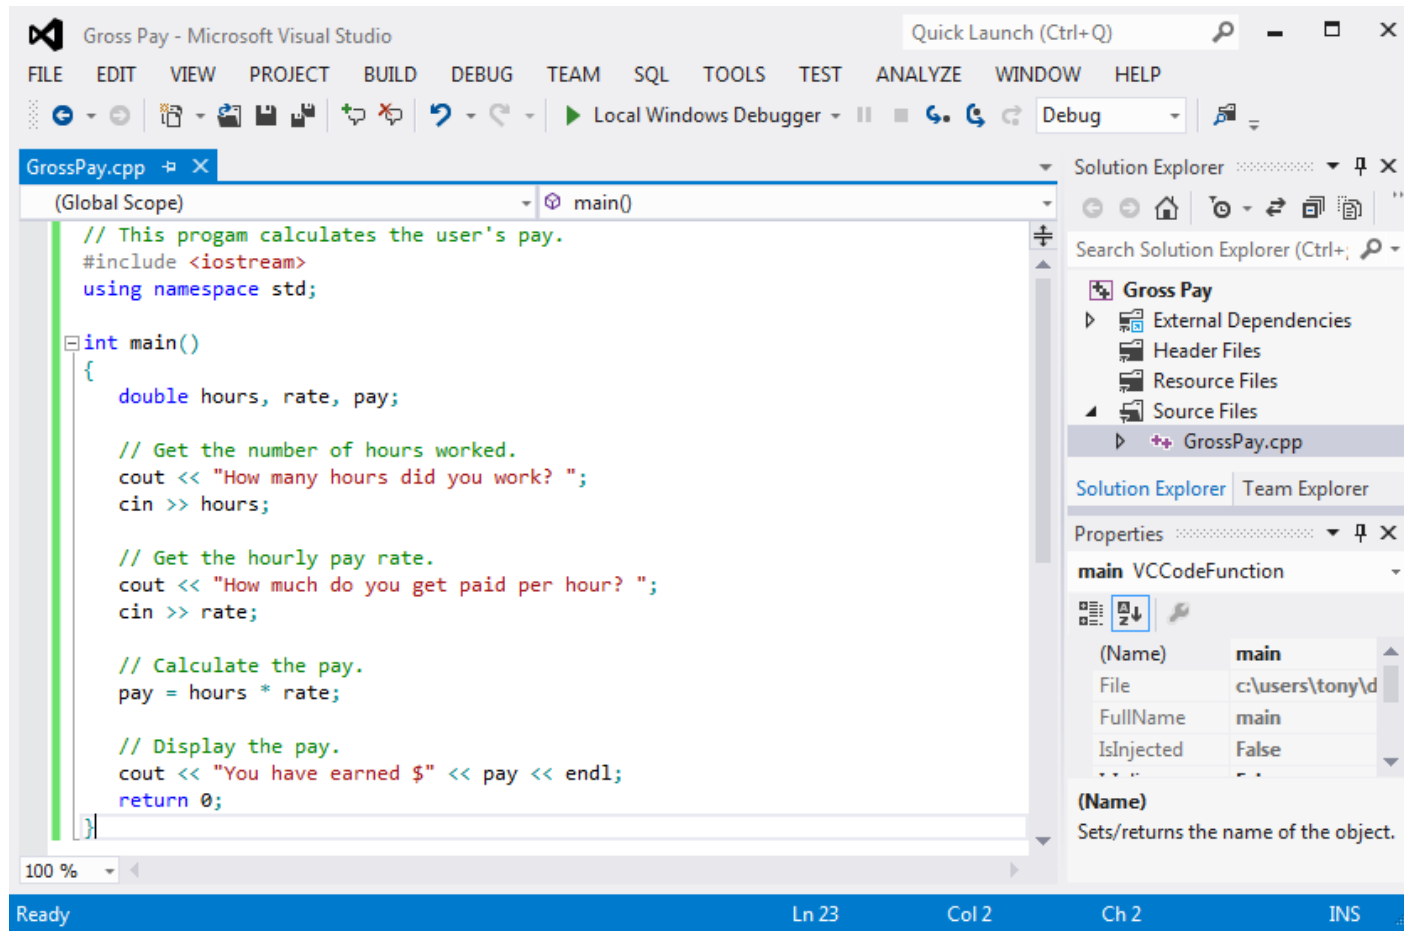 Gross Pay - Microsoft Visual Studio
Quick Launch (Ctrl+Q)
FILE EDIT VIEW PROJECT BUILD DEBUG TEAM SQL TOOLS TEST ANALYZE WINDOW HELP
Local Windows Debugger Debug
GrossPay.cpp
(Global Scope) main()
// This progam calculates the user's pay.
#include <iostream>
using namespace std;
int main()
{
double hours, rate, pay;
// Get the number of hours worked.
cout << "How many hours did you work? ";
cin >> hours;
// Get the hourly pay rate.
cout << "How much do you get paid per hour? ";
cin >> rate;
// Calculate the pay.
pay = hours * rate;
// Display the pay.
cout << "You have earned $" << pay << endl;
return 0;
}
100 %
Solution Explorer
Search Solution Explorer (Ctrl+;
Gross Pay
External Dependencies
Header Files
Resource Files
Source Files
GrossPay.cpp
Solution Explorer Team Explorer
Properties
main VCCodeFunction
(Name) main
File c:\users\tony\d
FullName main
IsInjected False
(Name)
Sets/returns the name of the object.
Ready Ln 23 Col 2 Ch 2 INS